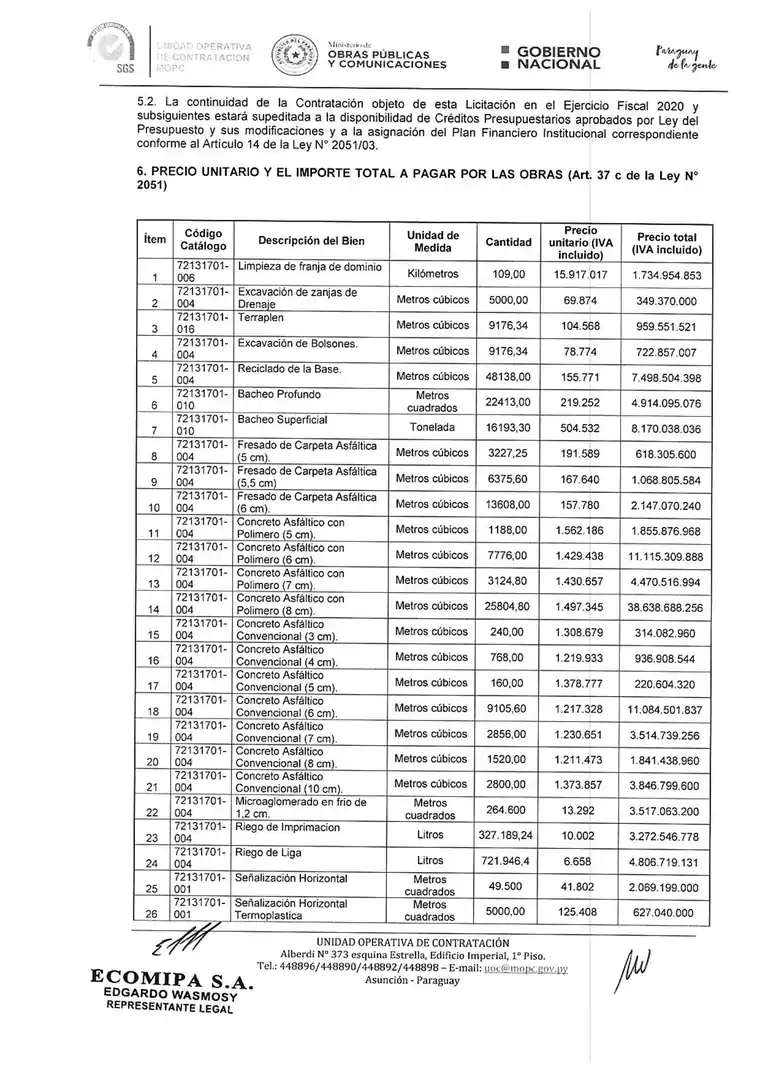 SGS
UNIDAD OPERATIVA
DE CONTRATACION
MOPC
Ministerio de
OBRAS PÚBLICAS
Y COMUNICACIONES
GOBIERNO
NACIONAL
Paraguay
de la gente
5.2. La continuidad de la Contratación objeto de esta Licitación en el Ejercicio Fiscal 2020 y
subsiguientes estará supeditada a la disponibilidad de Créditos Presupuestarios aprobados por Ley del
Presupuesto y sus modificaciones y a la asignación del Plan Financiero Institucional correspondiente
conforme al Artículo 14 de la Ley N° 2051/03.
6. PRECIO UNITARIO Y EL IMPORTE TOTAL A PAGAR POR LAS OBRAS (Art. 37 c de la Ley N°
2051)
Ítem Código Catálogo Descripción del Bien Unidad de Medida Cantidad Precio unitario (IVA incluido) Precio total (IVA incluido)
1 72131701-006 Limpieza de franja de dominio Kilómetros 109,00 15.917.017 1.734.954.853
2 72131701-004 Excavación de zanjas de Drenaje Metros cúbicos 5000,00 69.874 349.370.000
3 72131701-016 Terraplen Metros cúbicos 9176,34 104.568 959.551.521
4 72131701-004 Excavación de Bolsones. Metros cúbicos 9176,34 78.774 722.857.007
5 72131701-004 Reciclado de la Base. Metros cúbicos 48138,00 155.771 7.498.504.398
6 72131701-010 Bacheo Profundo Metros cuadrados 22413,00 219.252 4.914.095.076
7 72131701-010 Bacheo Superficial Tonelada 16193,30 504.532 8.170.038.036
8 72131701-004 Fresado de Carpeta Asfáltica (5 cm). Metros cúbicos 3227,25 191.589 618.305.600
9 72131701-004 Fresado de Carpeta Asfáltica (5,5 cm) Metros cúbicos 6375,60 167.640 1.068.805.584
10 72131701-004 Fresado de Carpeta Asfáltica (6 cm). Metros cúbicos 13608,00 157.780 2.147.070.240
11 72131701-004 Concreto Asfáltico con Polimero (5 cm). Metros cúbicos 1188,00 1.562.186 1.855.876.968
12 72131701-004 Concreto Asfáltico con Polimero (6 cm). Metros cúbicos 7776,00 1.429.438 11.115.309.888
13 72131701-004 Concreto Asfáltico con Polimero (7 cm). Metros cúbicos 3124,80 1.430.657 4.470.516.994
14 72131701-004 Concreto Asfáltico con Polimero (8 cm). Metros cúbicos 25804,80 1.497.345 38.638.688.256
15 72131701-004 Concreto Asfáltico Convencional (3 cm). Metros cúbicos 240,00 1.308.679 314.082.960
16 72131701-004 Concreto Asfáltico Convencional (4 cm). Metros cúbicos 768,00 1.219.933 936.908.544
17 72131701-004 Concreto Asfáltico Convencional (5 cm). Metros cúbicos 160,00 1.378.777 220.604.320
18 72131701-004 Concreto Asfáltico Convencional (6 cm). Metros cúbicos 9105,60 1.217.328 11.084.501.837
19 72131701-004 Concreto Asfáltico Convencional (7 cm). Metros cúbicos 2856,00 1.230.651 3.514.739.256
20 72131701-004 Concreto Asfáltico Convencional (8 cm). Metros cúbicos 1520,00 1.211.473 1.841.438.960
21 72131701-004 Concreto Asfáltico Convencional (10 cm). Metros cúbicos 2800,00 1.373.857 3.846.799.600
22 72131701-004 Microaglomerado en frio de 1,2 cm. Metros cuadrados 264.600 13.292 3.517.063.200
23 72131701-004 Riego de Imprimacion Litros 327.189,24 10.002 3.272.546.778
24 72131701-004 Riego de Liga Litros 721.946,4 6.658 4.806.719.131
25 72131701-001 Señalización Horizontal Metros cuadrados 49.500 41.802 2.069.199.000
26 72131701-001 Señalización Horizontal Termoplastica Metros cuadrados 5000,00 125.408 627.040.000
UNIDAD OPERATIVA DE CONTRATACIÓN
Alberdi N° 373 esquina Estrella, Edificio Imperial, 1° Piso.
Tel.: 448896/448890/448892/448898 – E-mail: uoc@mopc.gov.py
Asunción - Paraguay
ECOMIPA S.A.
EDGARDO WASMOSY
REPRESENTANTE LEGAL